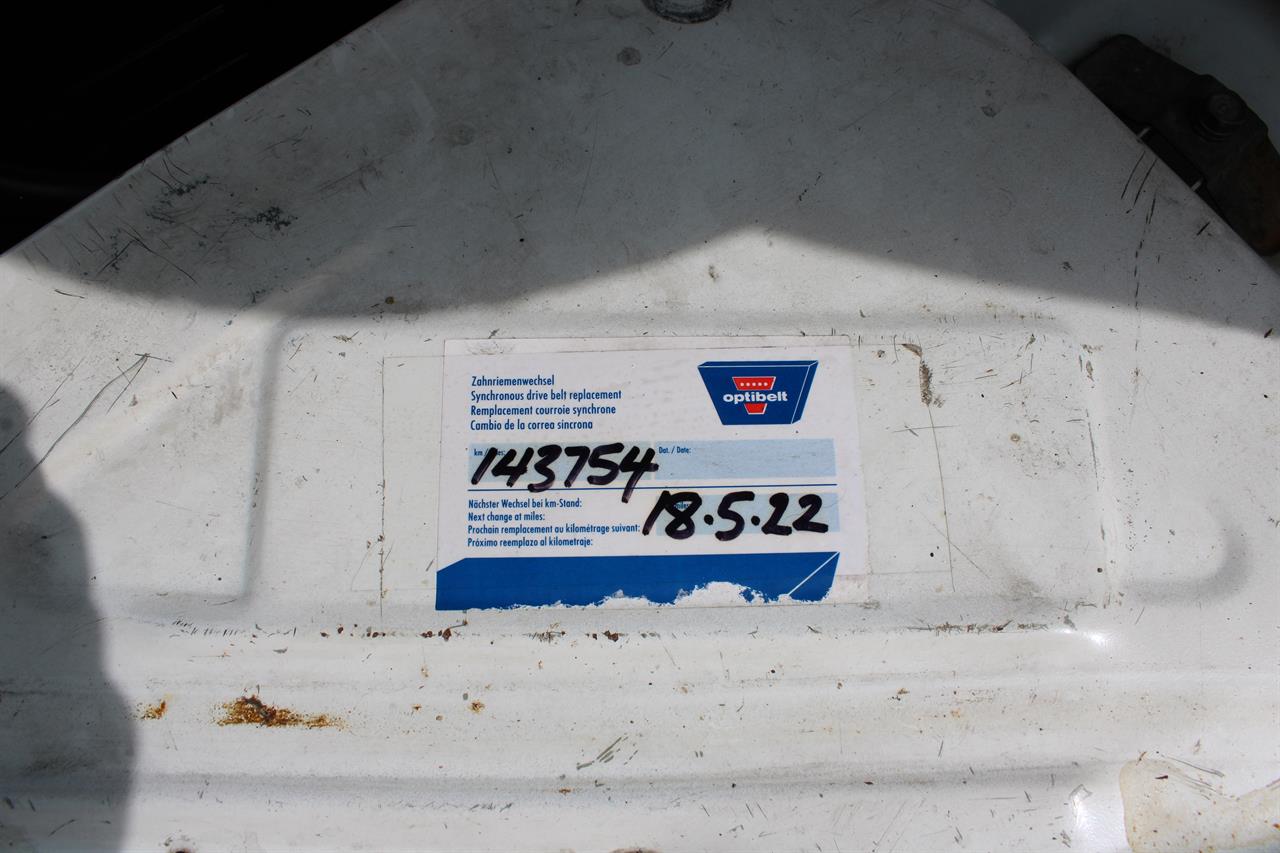 Zahnriemenwechsel
Synchronous drive belt replacement
Remplacement courroie synchrone
Cambio de la correa sincrona
optibelt
km / Dat. / Date:
143754
Nächster Wechsel bei km-Stand:
Next change at miles:
Prochain remplacement au kilométrage suivant:
Próximo reemplazo al kilometraje:
18.5.22